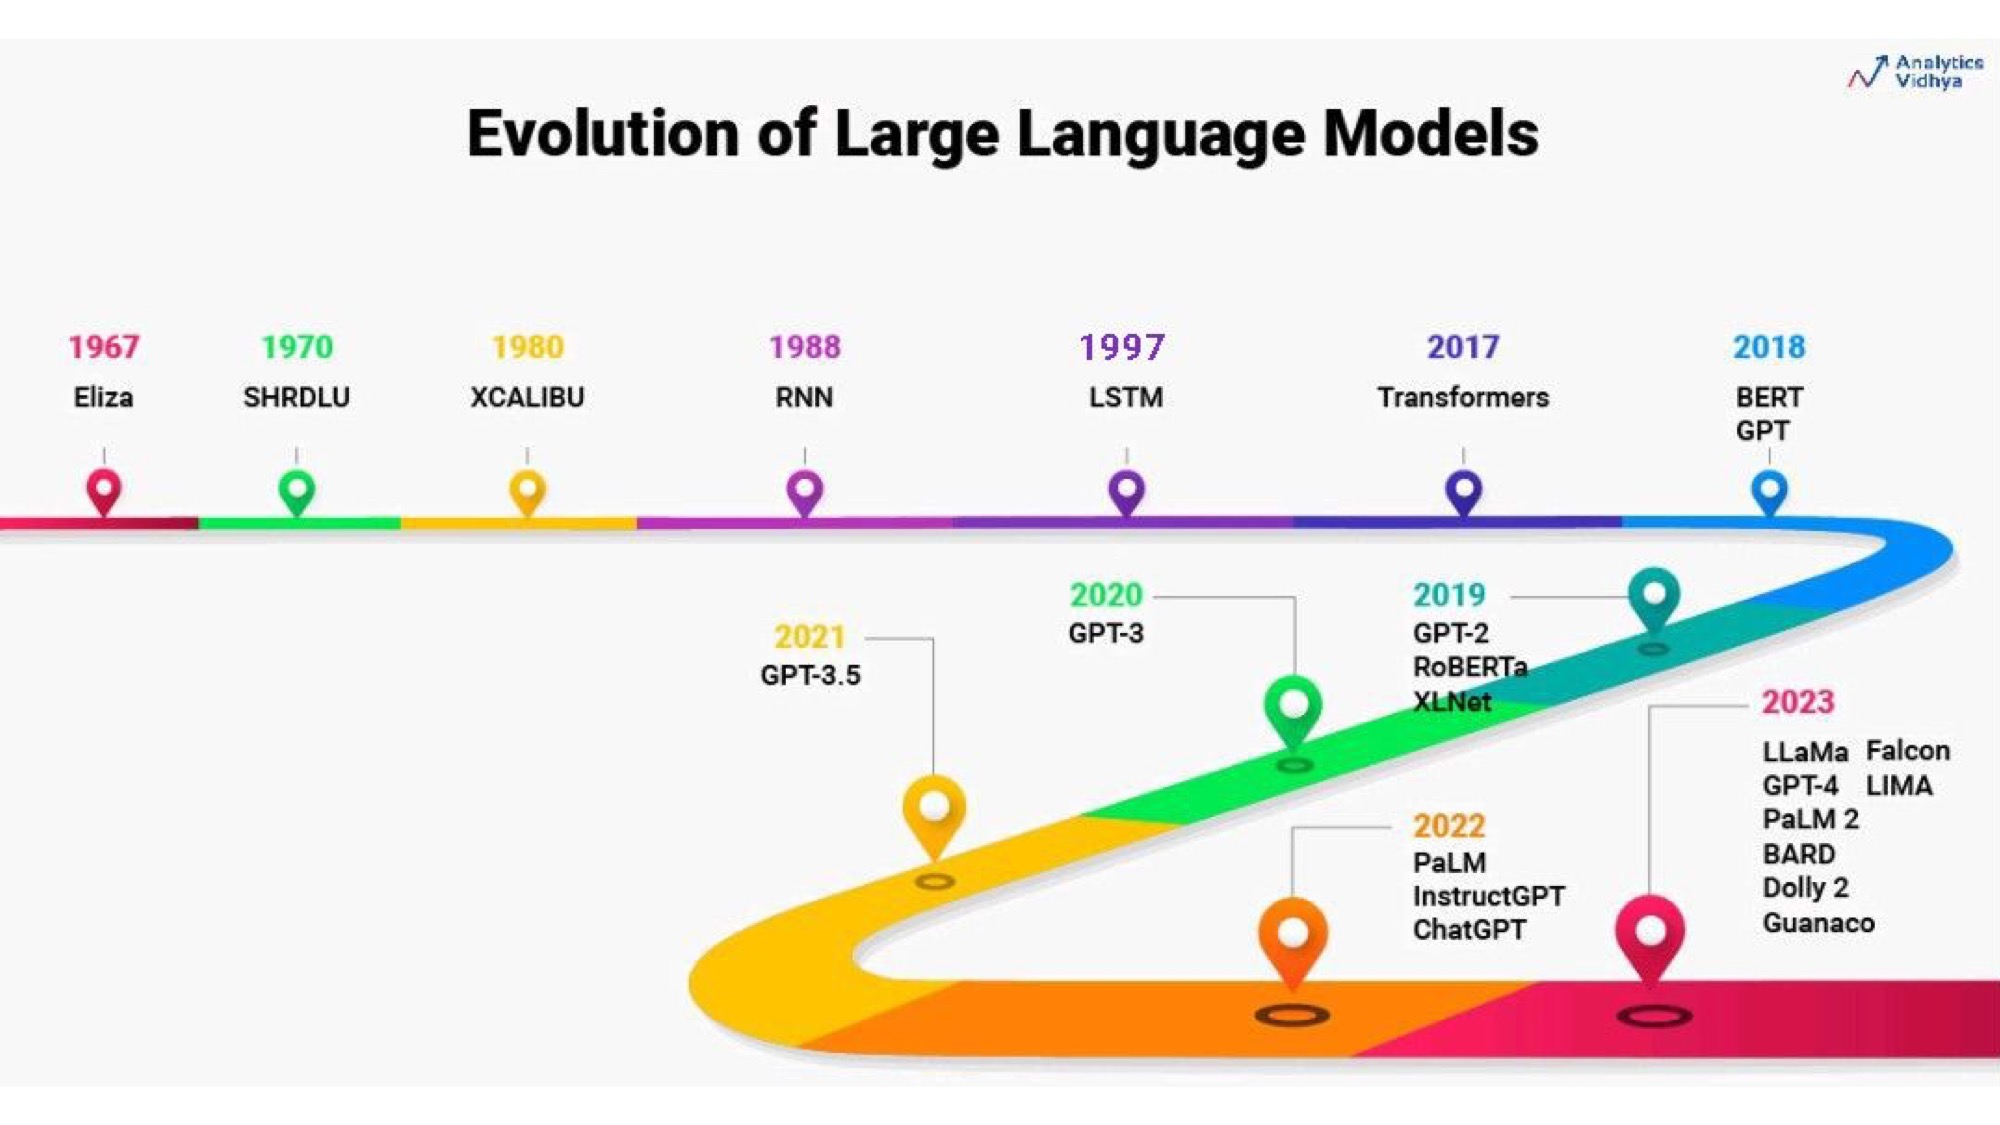 Analytics
Vidhya
Evolution of Large Language Models
1967
Eliza
1970
SHRDLU
1980
XCALIBU
1988
RNN
1997
LSTM
2017
Transformers
2018
BERT
GPT
2019
GPT-2
RoBERTa
XLNet
2020
GPT-3
2021
GPT-3.5
2022
PaLM
InstructGPT
ChatGPT
2023
LLaMa Falcon
GPT-4 LIMA
PaLM 2
BARD
Dolly 2
Guanaco